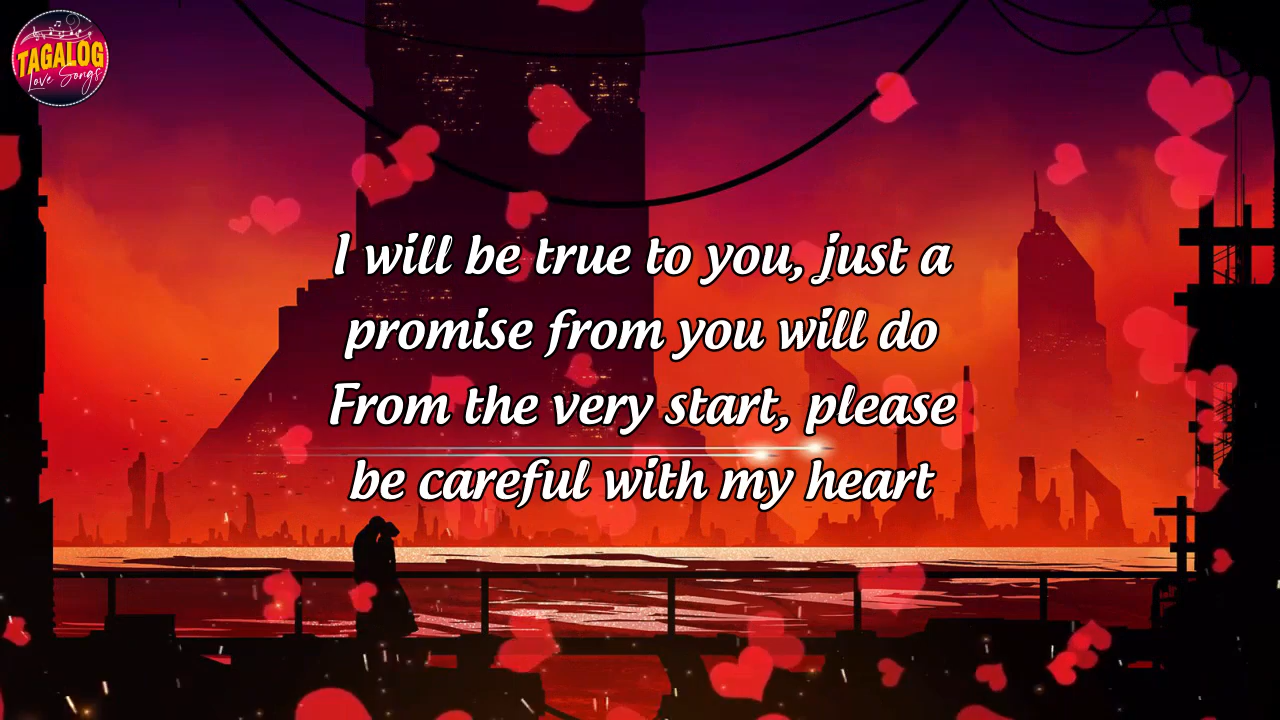 TAGALOG
Love Songs
I will be true to you, just a
promise from you will do
From the very start, please
be careful with my heart